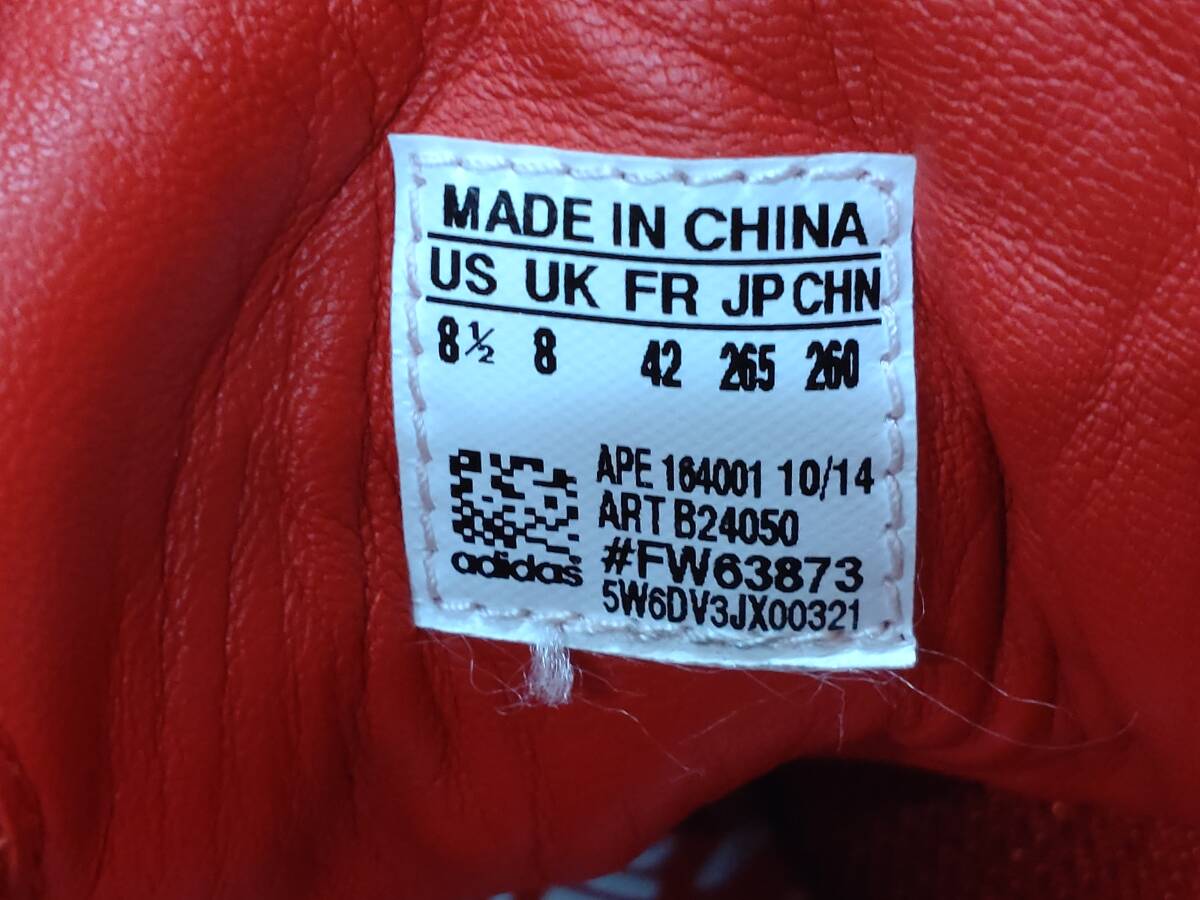 MADE IN CHINA
US UK FR JP CHN
8½ 8 42 265 260
APE 164001 10/14
ART B24050
#FW63873
adidas
5W6DV3JX00321